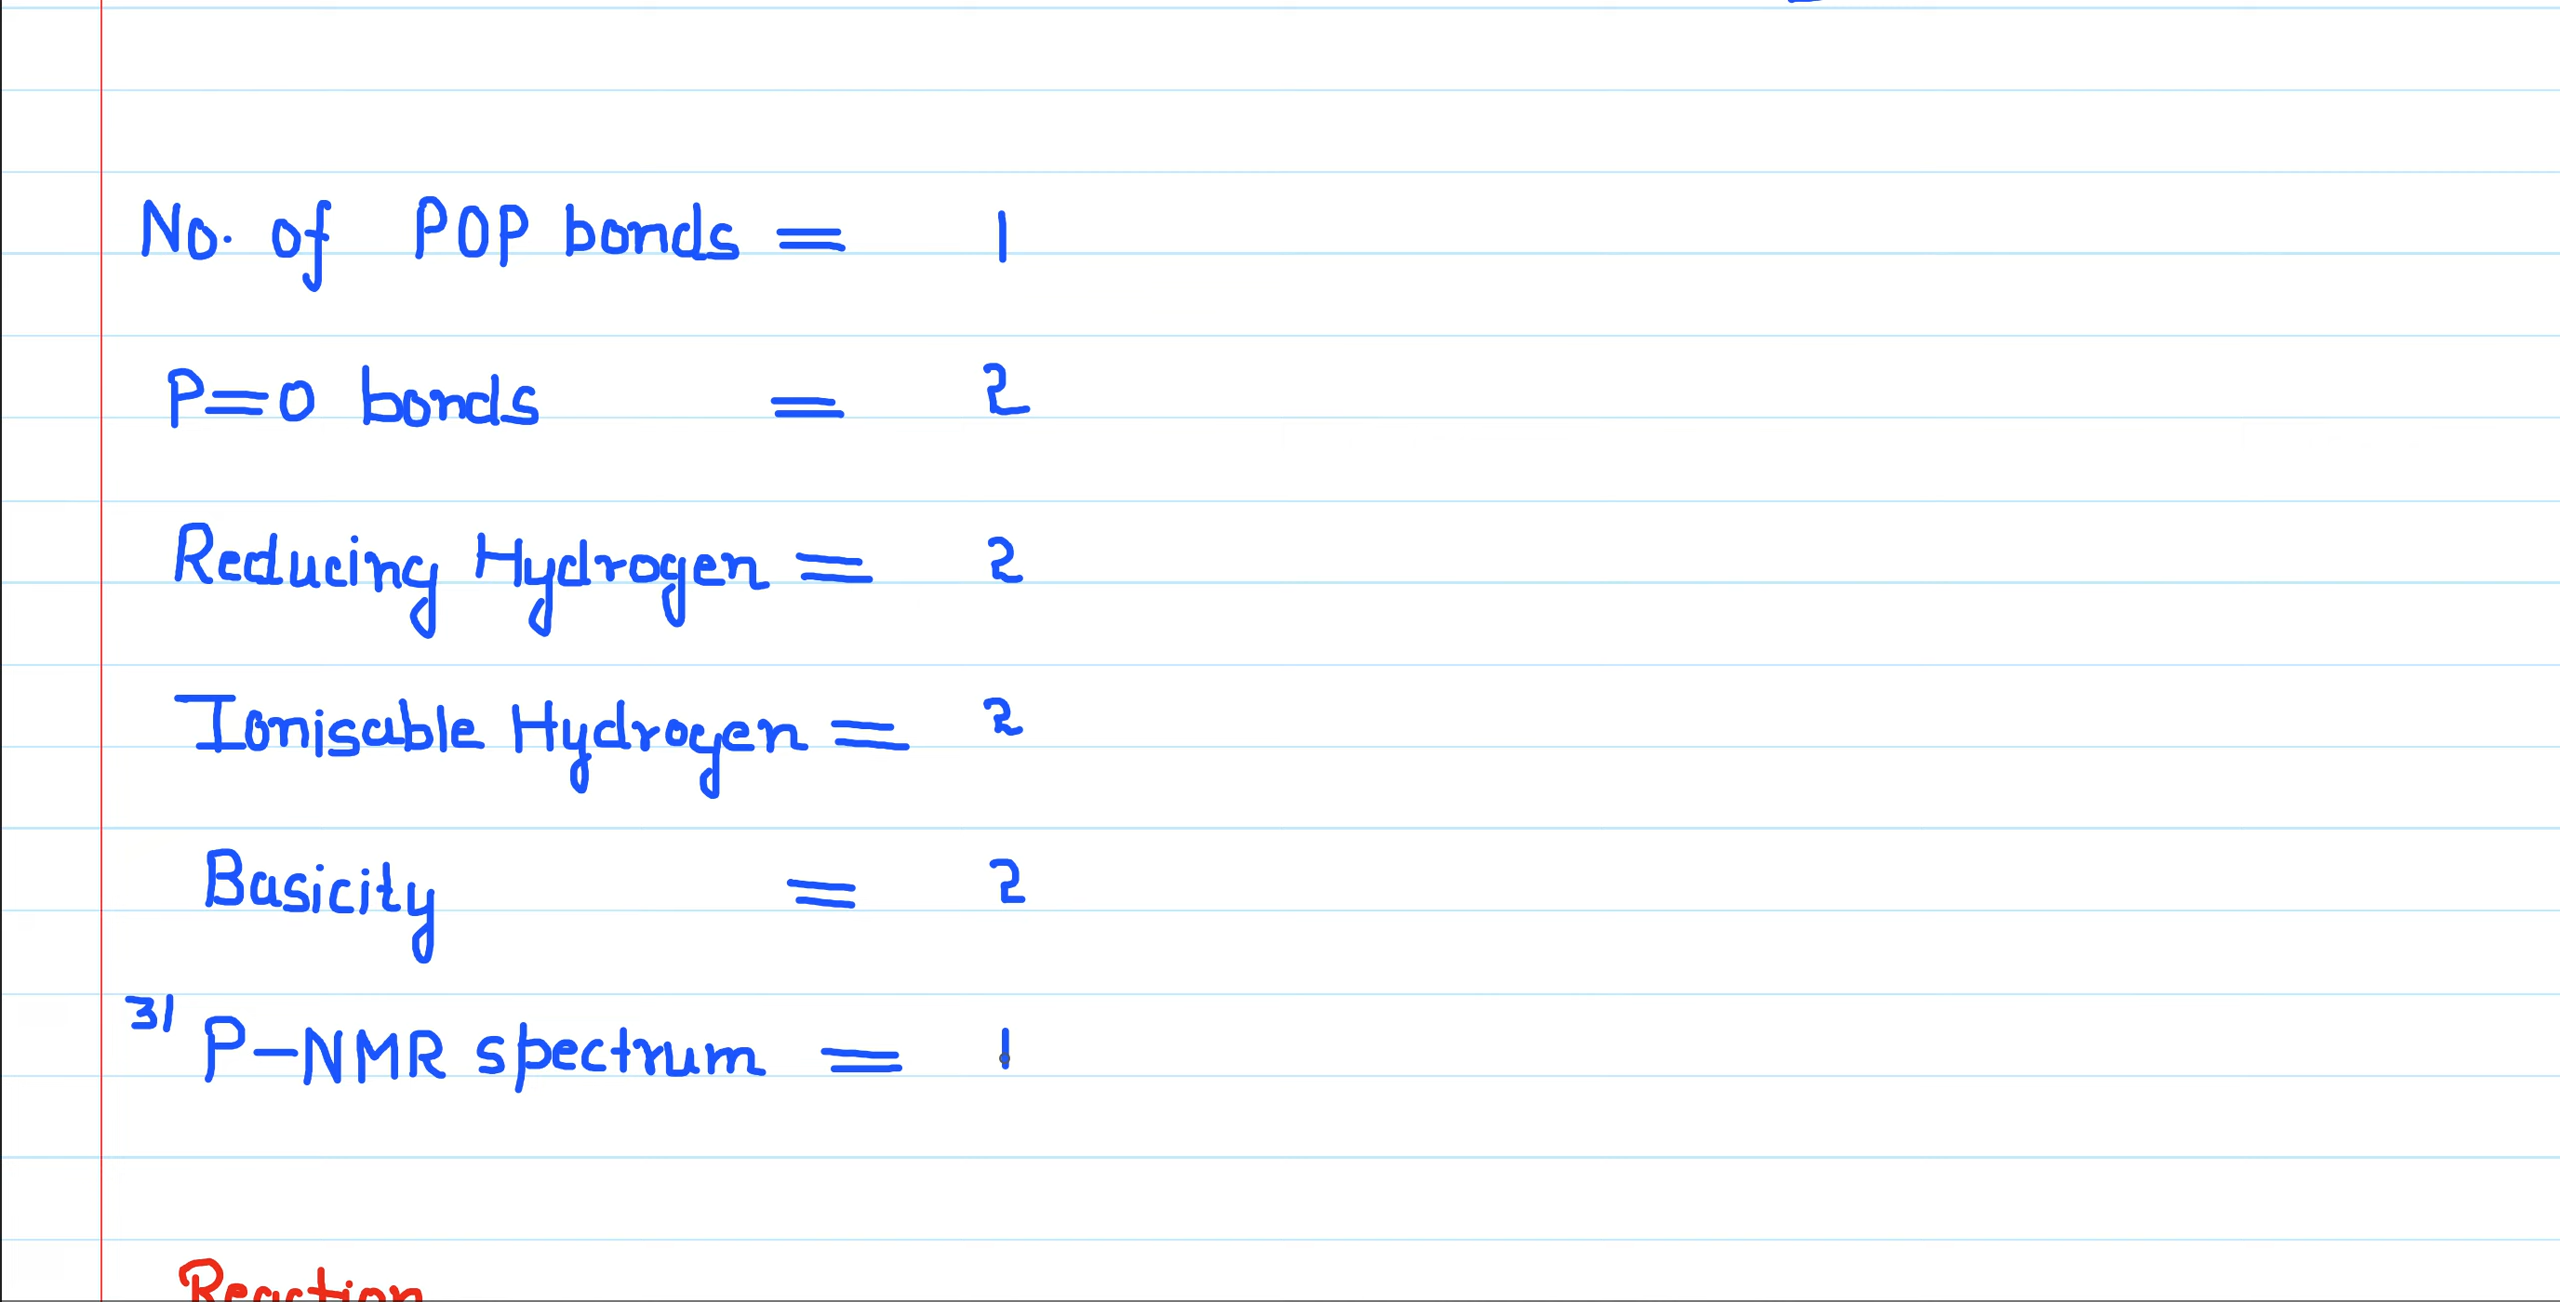 No. of POP bonds = 1
P=O bonds = 2
Reducing Hydrogen = 2
Ionisable Hydrogen = 2
Basicity = 2
³¹P-NMR spectrum = 1
Reaction